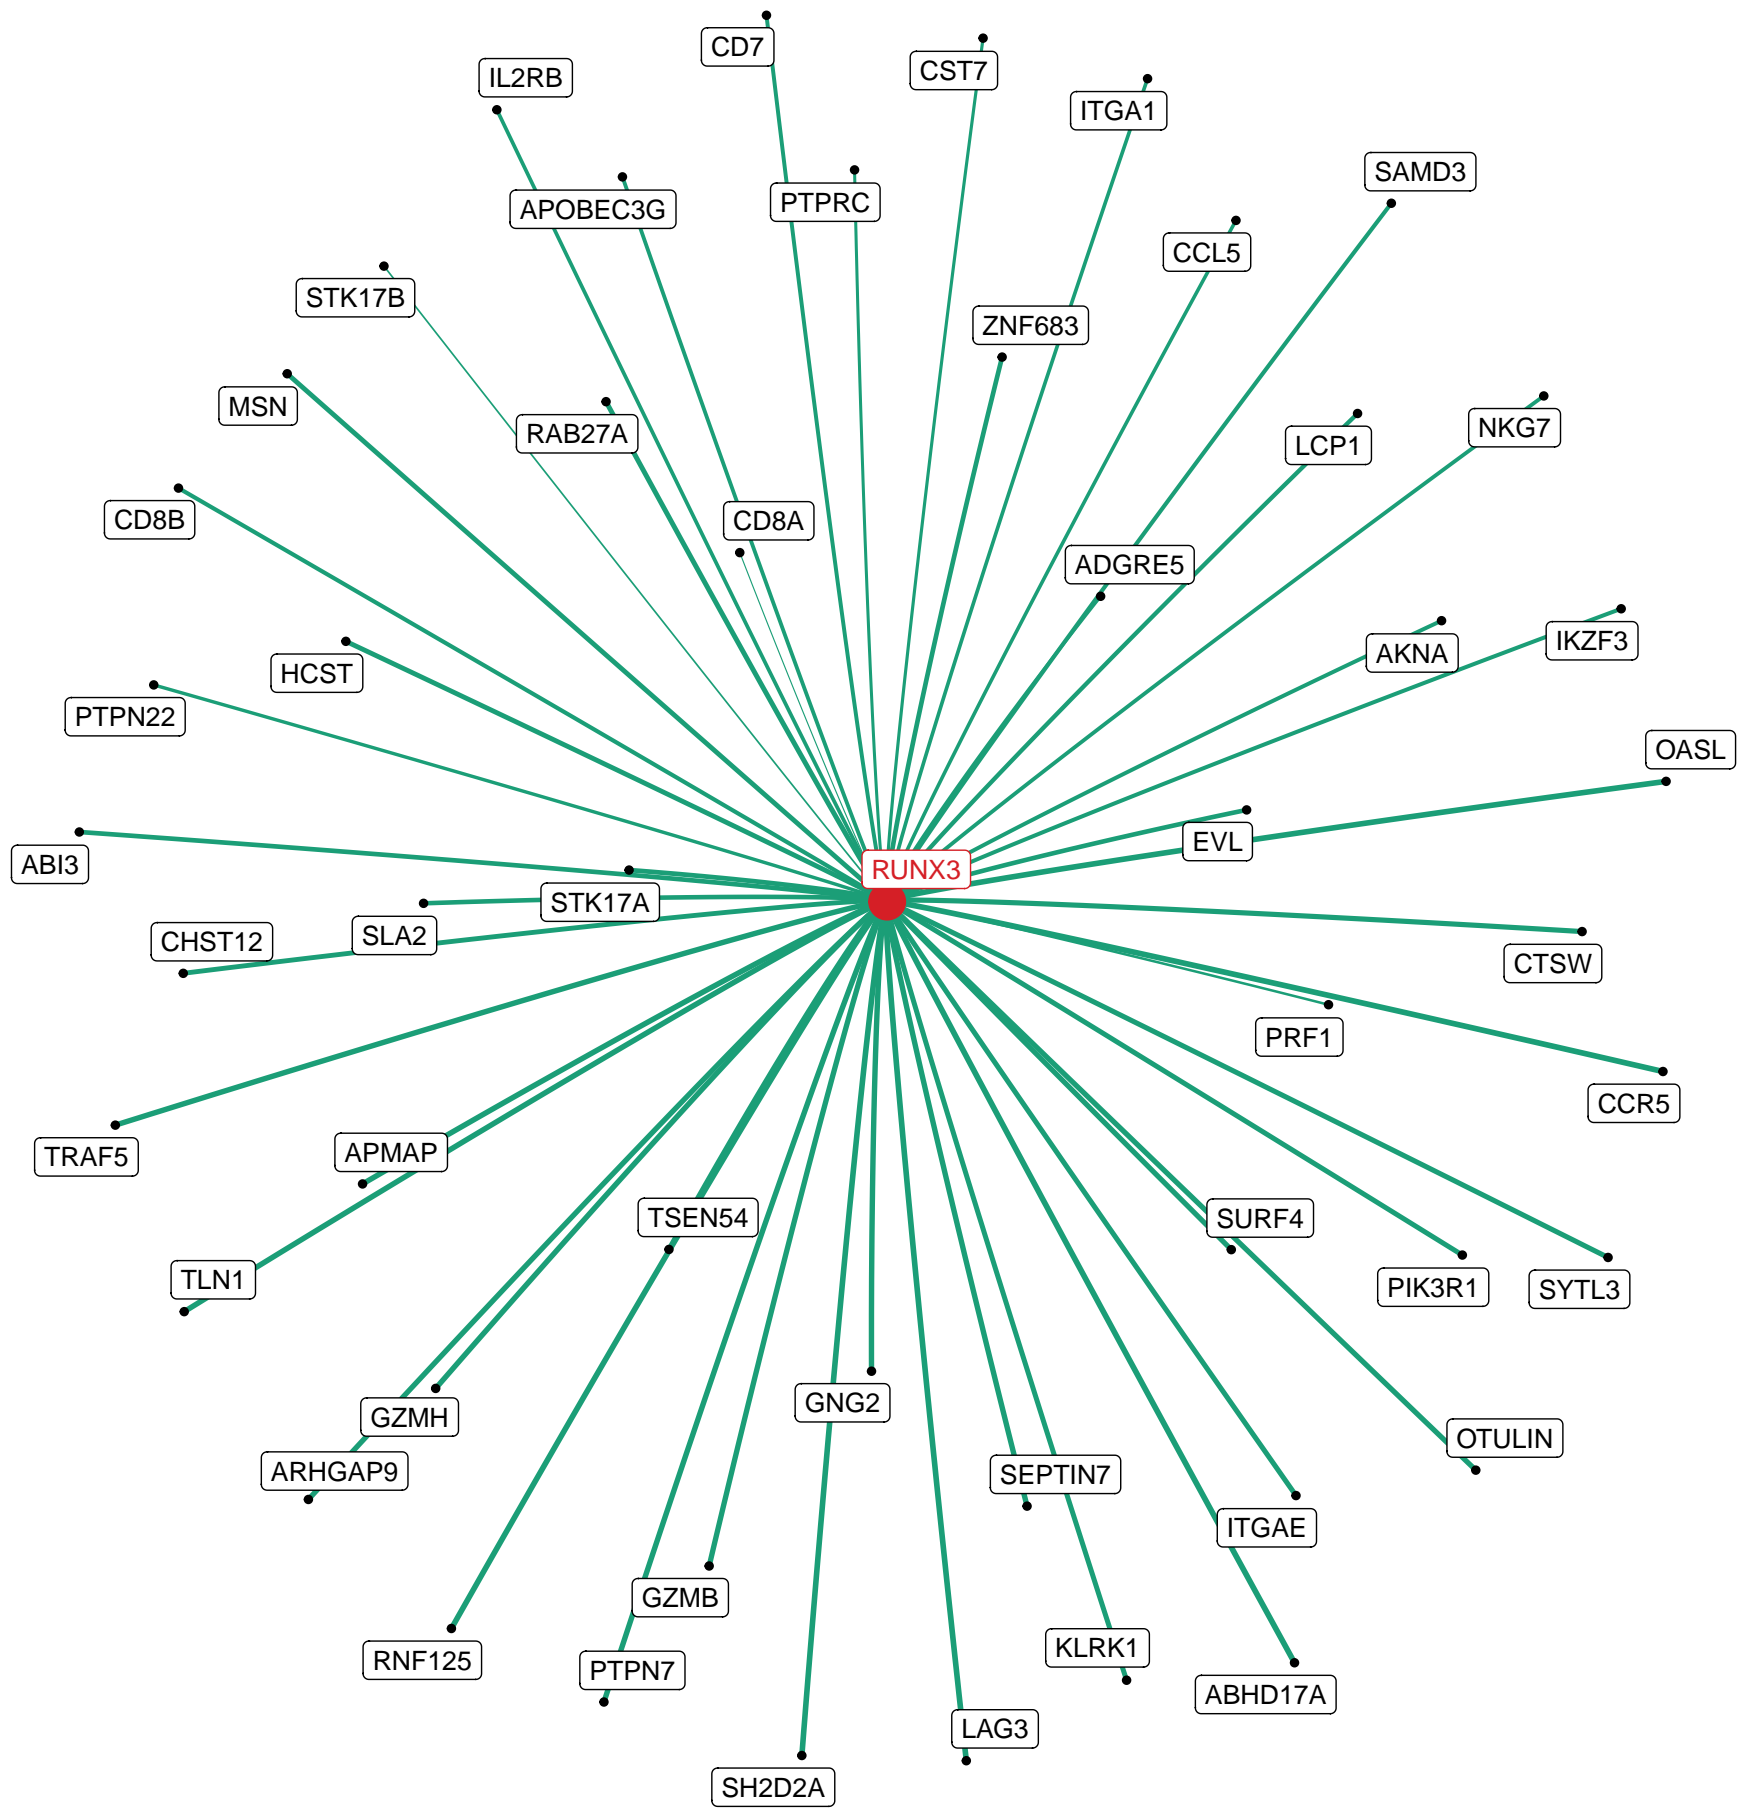 CD7
CST7
IL2RB
ITGA1
SAMD3
APOBEC3G
PTPRC
CCL5
STK17B
ZNF683
MSN
RAB27A
NKG7
LCP1
CD8B
CD8A
ADGRE5
IKZF3
AKNA
HCST
PTPN22
OASL
EVL
ABI3
RUNX3
STK17A
SLA2
CHST12
CTSW
PRF1
CCR5
APMAP
TRAF5
TSEN54
SURF4
TLN1
PIK3R1
SYTL3
GNG2
GZMH
OTULIN
ARHGAP9
SEPTIN7
ITGAE
GZMB
KLRK1
RNF125
PTPN7
ABHD17A
LAG3
SH2D2A